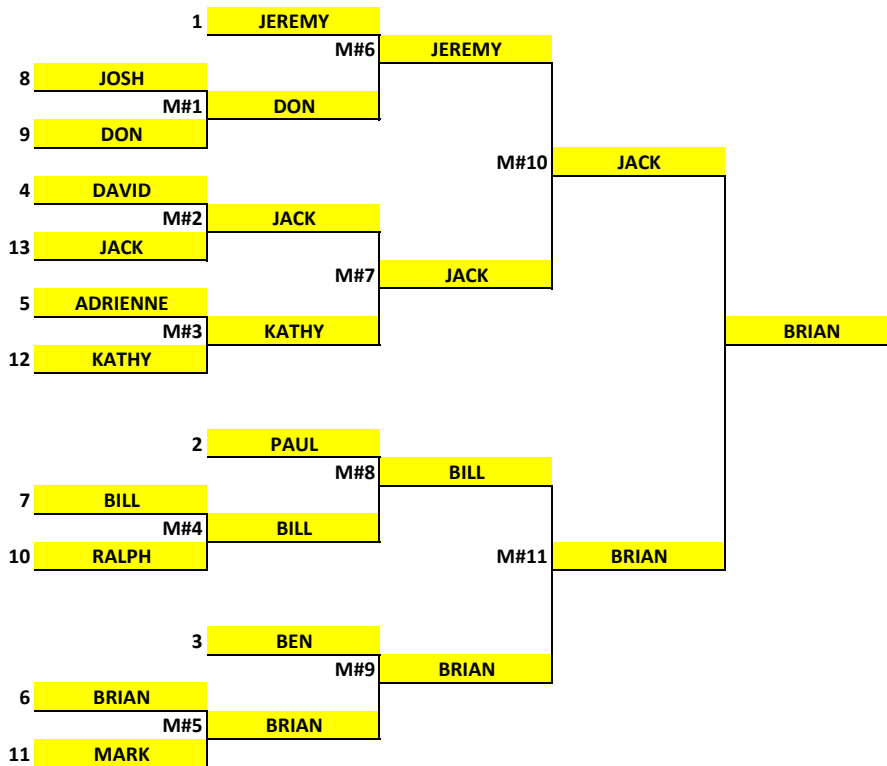 1 JEREMY
M#6 JEREMY
8 JOSH
M#1 DON
9 DON
M#10 JACK
4 DAVID
M#2 JACK
13 JACK
M#7 JACK
5 ADRIENNE
M#3 KATHY
BRIAN
12 KATHY
2 PAUL
M#8 BILL
7 BILL
M#4 BILL
10 RALPH
M#11 BRIAN
3 BEN
M#9 BRIAN
6 BRIAN
M#5 BRIAN
11 MARK